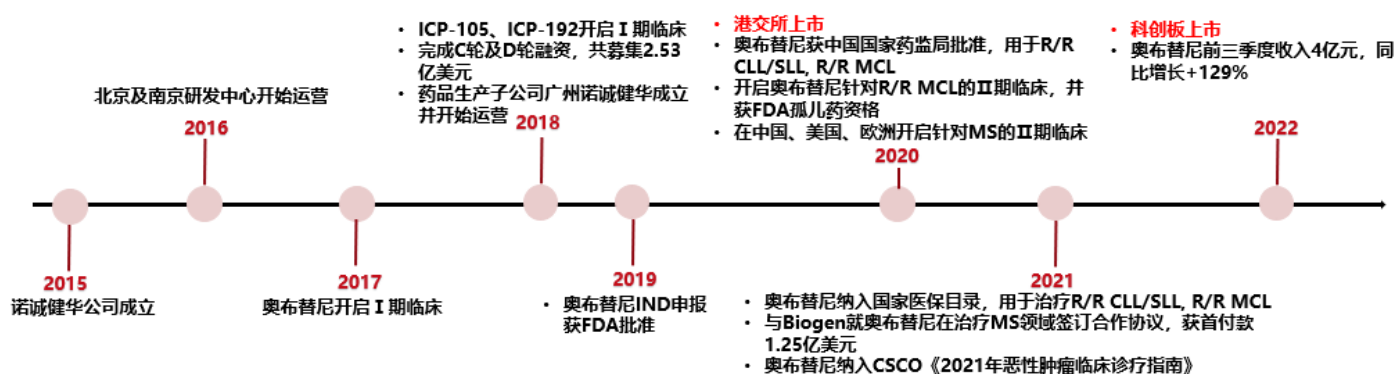 北京及南京研发中心开始运营
2016
• ICP-105、ICP-192开启Ⅰ期临床
• 完成C轮及D轮融资，共募集2.53
亿美元
• 药品生产子公司广州诺诚健华成立
并开始运营
2018
• 港交所上市
• 奥布替尼获中国国家药监局批准，用于R/R
CLL/SLL, R/R MCL
• 开启奥布替尼针对R/R MCL的Ⅱ期临床，并
获FDA孤儿药资格
• 在中国、美国、欧洲开启针对MS的Ⅱ期临床
2020
• 科创板上市
• 奥布替尼前三季度收入4亿元，同
比增长+129%
2022
2015
诺诚健华公司成立
2017
奥布替尼开启Ⅰ期临床
2019
• 奥布替尼IND申报
获FDA批准
2021
• 奥布替尼纳入国家医保目录，用于治疗R/R CLL/SLL, R/R MCL
• 与Biogen就奥布替尼在治疗MS领域签订合作协议，获首付款
1.25亿美元
• 奥布替尼纳入CSCO《2021年恶性肿瘤临床诊疗指南》